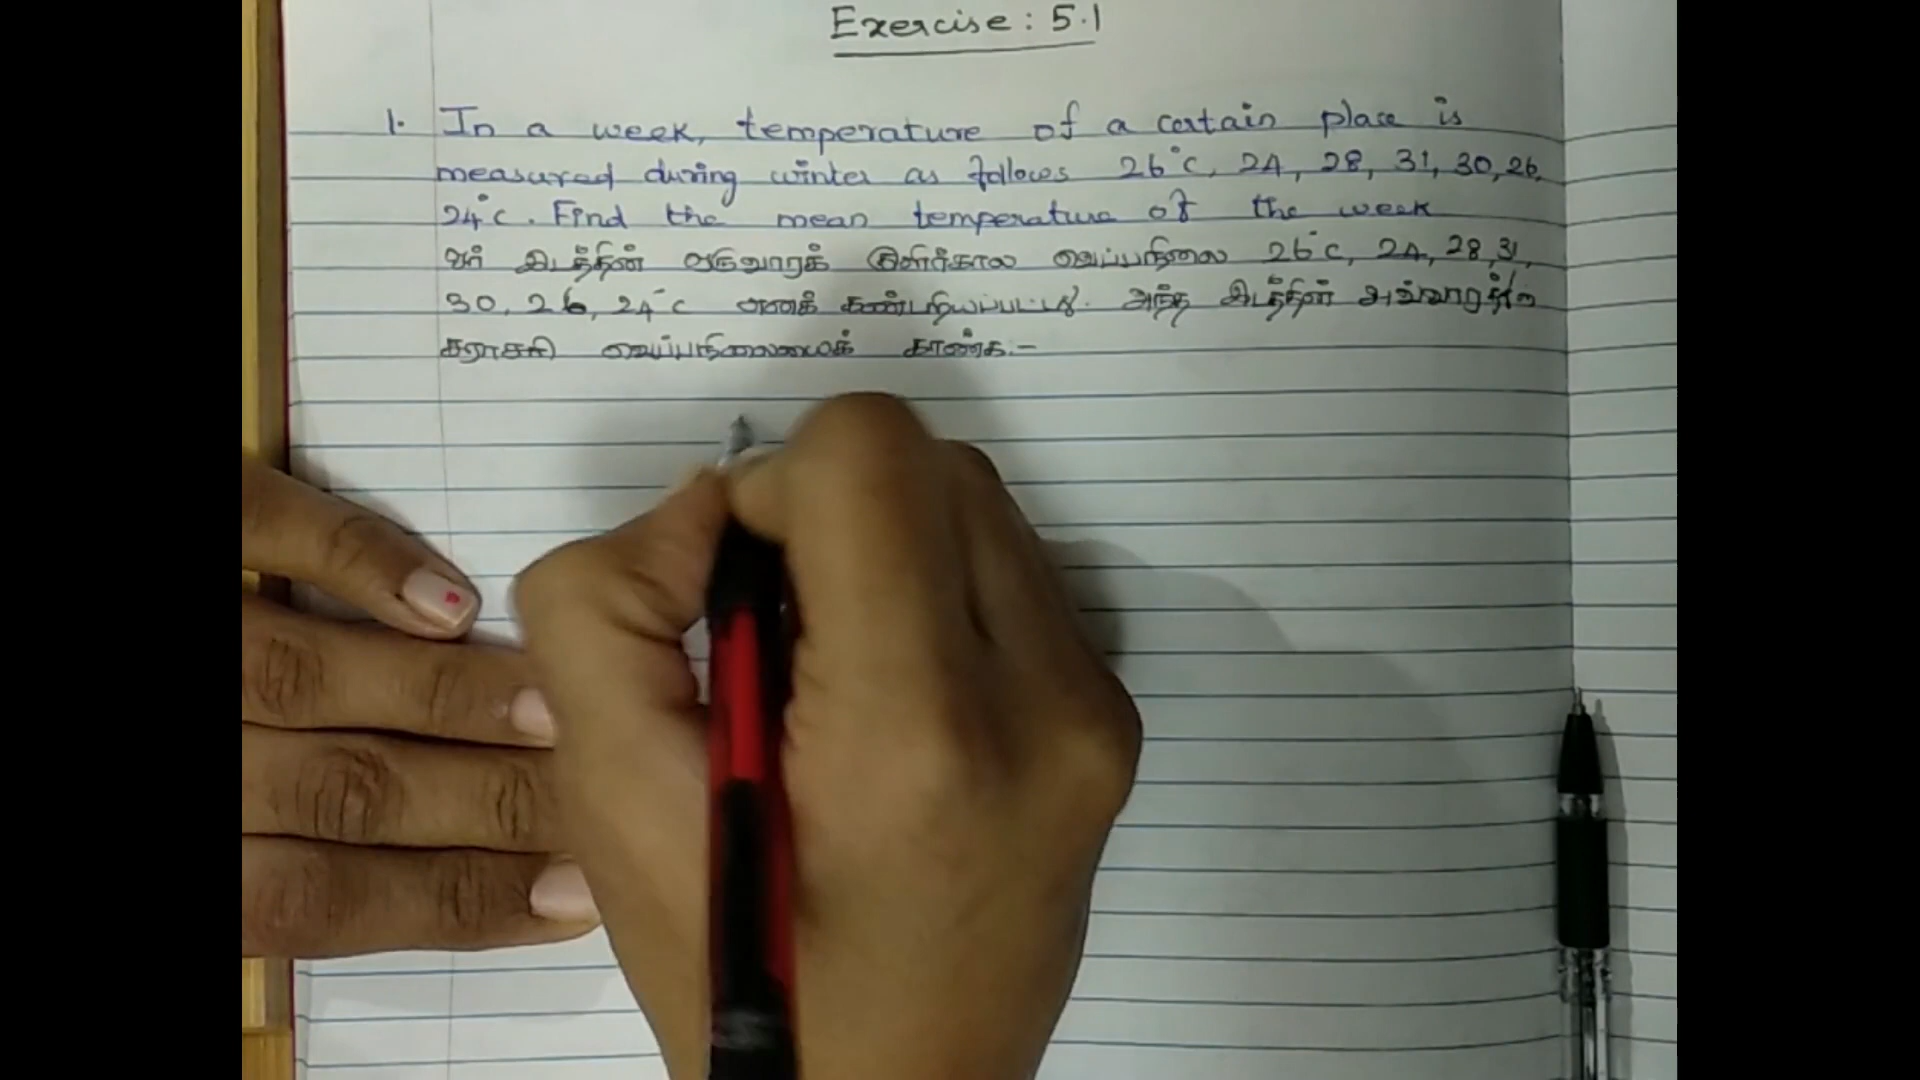 Exercise : 5.1
1. In a week, temperature of a certain place is
measured during winter as follows 26°C, 24, 28, 31, 30, 26,
24°C. Find the mean temperature of the week
ஓர் இடத்தின் ஒருவாரக் குளிர்கால வெப்பநிலை 26°C, 24, 28, 31,
30, 26, 24°C எனக் கண்டறியப்பட்டது. அந்த இடத்தின் அவ்வாரத்தின்
சராசரி வெப்பநிலையைக் காண்க.-